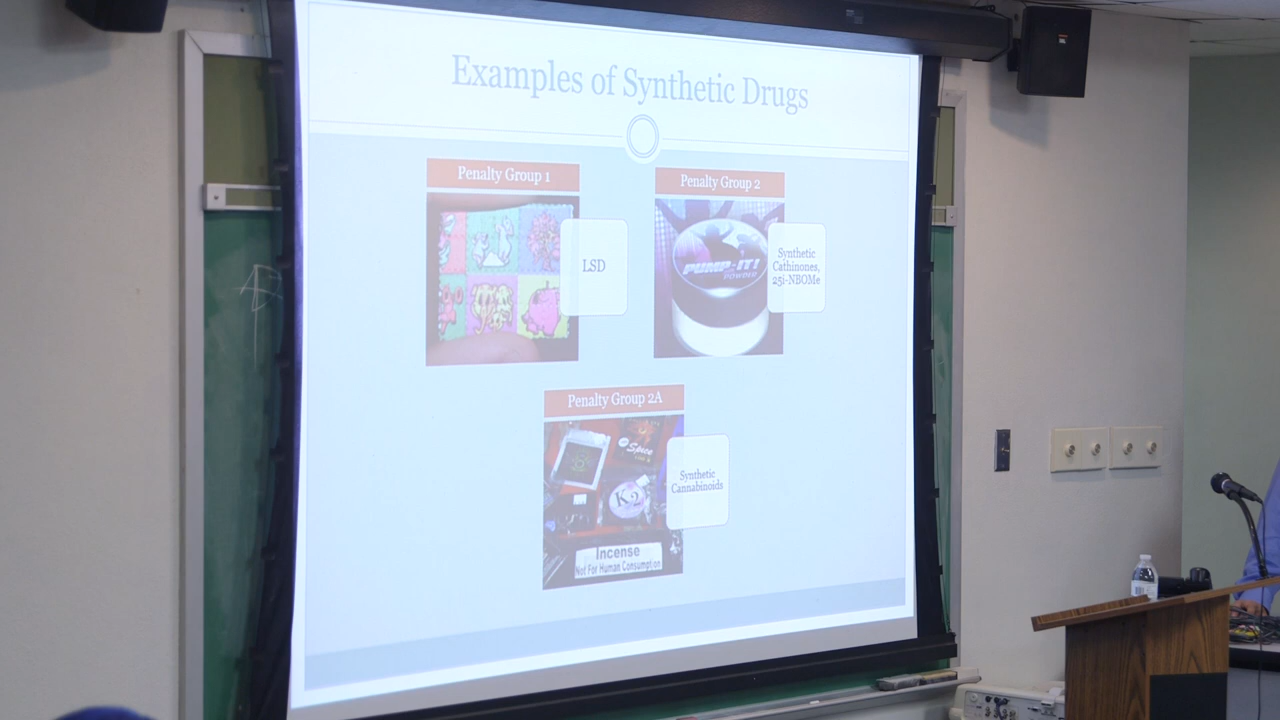 Examples of Synthetic Drugs
Penalty Group 1
LSD
Penalty Group 2
PUMP-IT!
POWDER
Synthetic
Cathinones,
25i-NBOMe
Penalty Group 2A
Spice
K2
Synthetic
Cannabinoids
Incense
Not For Human Consumption